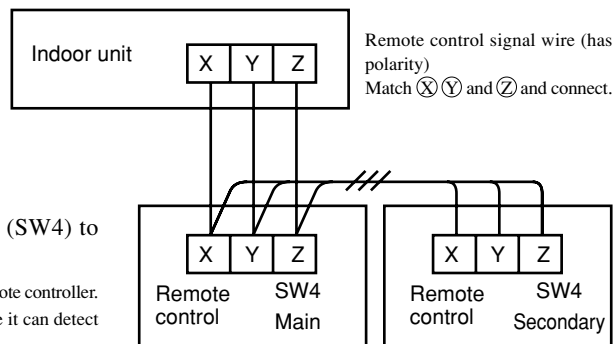 Indoor unit
X Y Z
Remote control signal wire (has
polarity)
Match Ⓧ Ⓨ and Ⓩ and connect.
(SW4) to
ote controller.
e it can detect
X Y Z
Remote SW4
control Main
X Y Z
Remote SW4
control Secondary